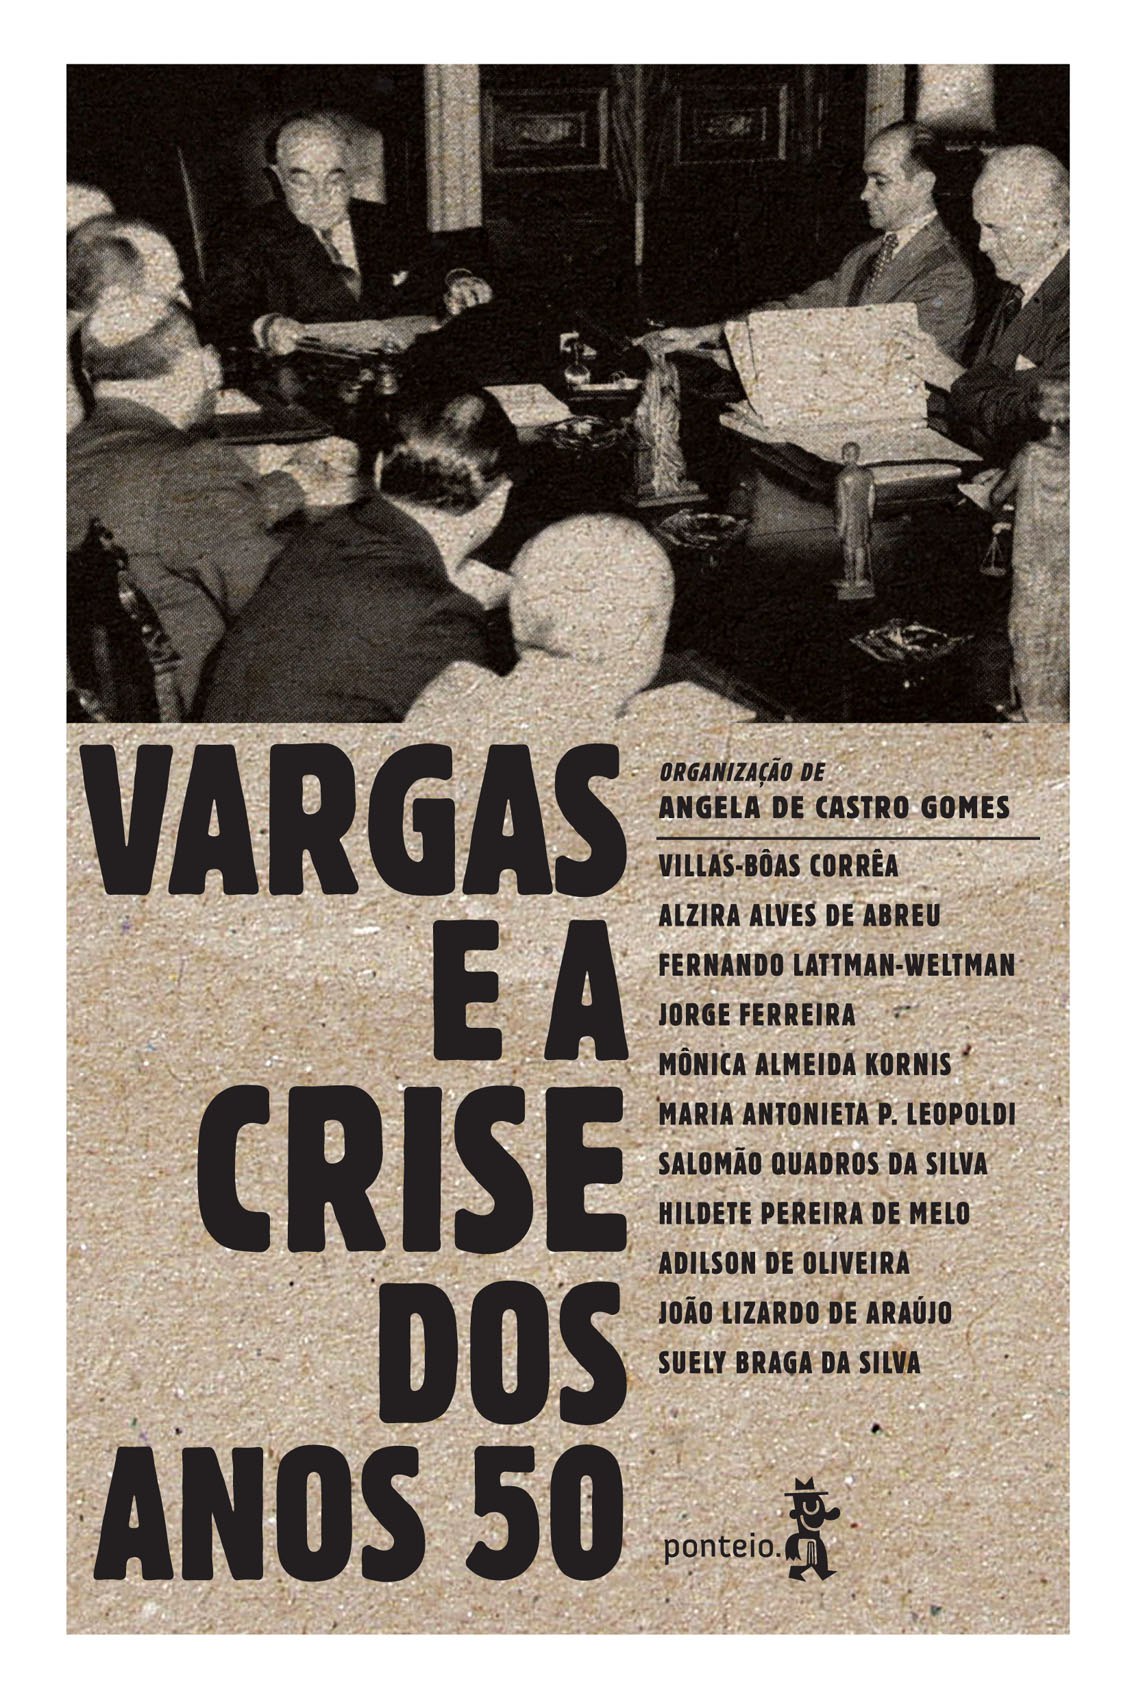 VARGAS
E A
CRISE
DOS
ANOS 50
ORGANIZAÇÃO DE
ANGELA DE CASTRO GOMES
VILLAS-BÔAS CORRÊA
ALZIRA ALVES DE ABREU
FERNANDO LATTMAN-WELTMAN
JORGE FERREIRA
MÔNICA ALMEIDA KORNIS
MARIA ANTONIETA P. LEOPOLDI
SALOMÃO QUADROS DA SILVA
HILDETE PEREIRA DE MELO
ADILSON DE OLIVEIRA
JOÃO LIZARDO DE ARAÚJO
SUELY BRAGA DA SILVA
ponteio.